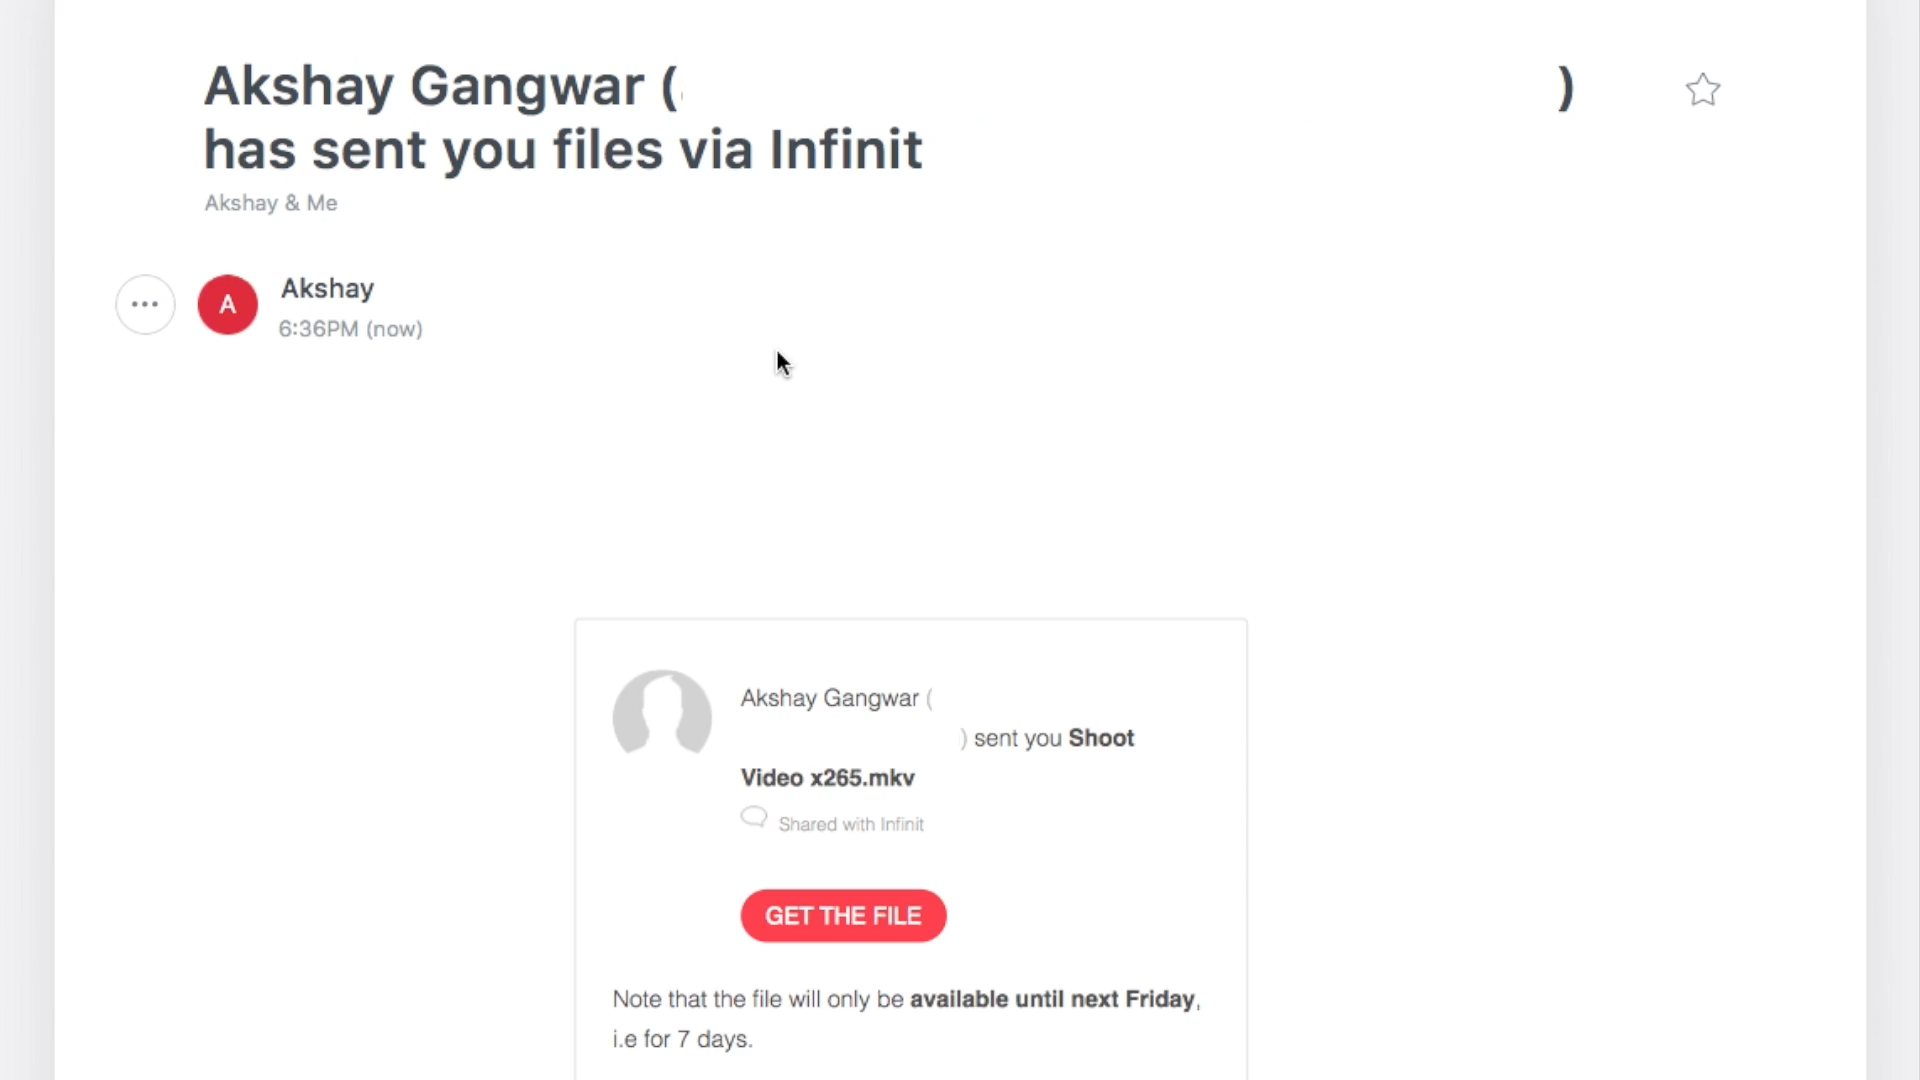 Akshay Gangwar ( )
has sent you files via Infinit
Akshay & Me
A
Akshay
6:36PM (now)
Akshay Gangwar (
) sent you Shoot
Video x265.mkv
Shared with Infinit
GET THE FILE
Note that the file will only be available until next Friday,
i.e for 7 days.